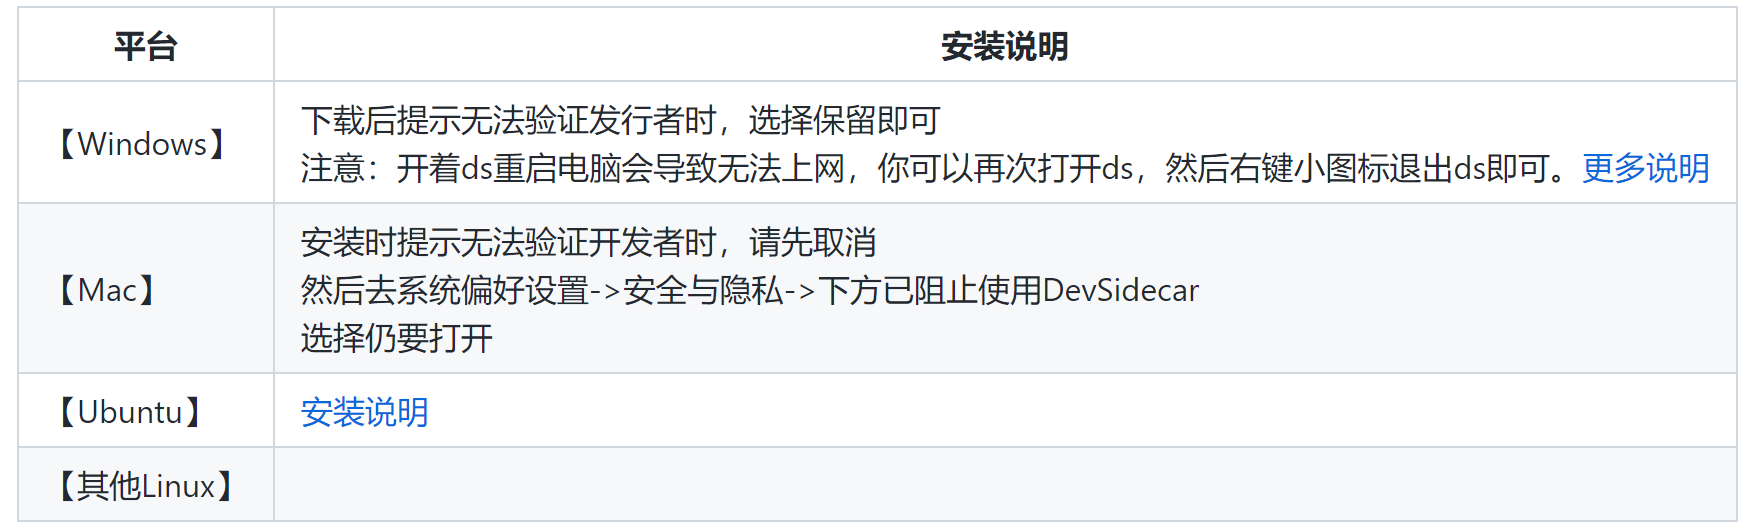 平台
安装说明
【Windows】
下载后提示无法验证发行者时，选择保留即可
注意：开着ds重启电脑会导致无法上网，你可以再次打开ds，然后右键小图标退出ds即可。更多说明
【Mac】
安装时提示无法验证开发者时，请先取消
然后去系统偏好设置->安全与隐私->下方已阻止使用DevSidecar
选择仍要打开
【Ubuntu】
安装说明
【其他Linux】